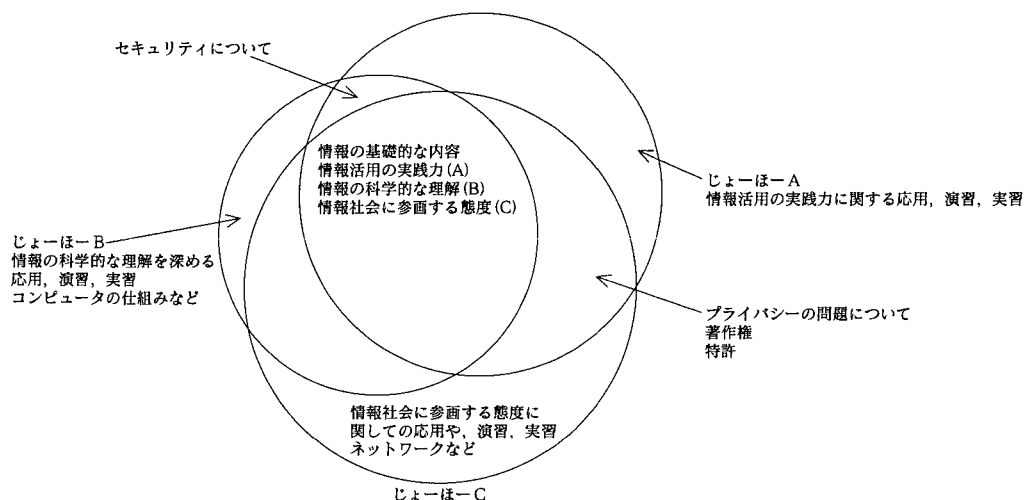 セキュリティについて
情報の基礎的な内容
情報活用の実践力(A)
情報の科学的な理解(B)
情報社会に参画する態度(C)
じょーほーA
情報活用の実践力に関する応用，演習，実習
じょーほーB
情報の科学的な理解を深める
応用，演習，実習
コンピュータの仕組みなど
プライバシーの問題について
著作権
特許
情報社会に参画する態度に
関しての応用や，演習，実習
ネットワークなど
じょーほーC